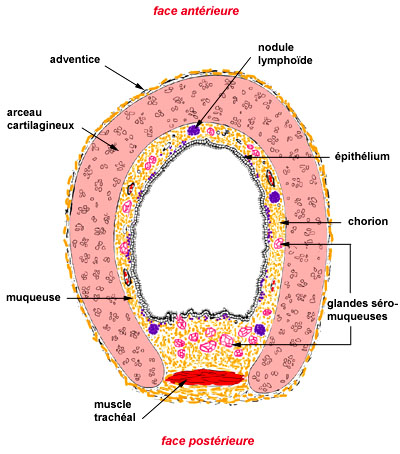 face antérieure
nodule
lymphoïde
adventice
arceau
cartilagineux
épithélium
chorion
muqueuse
glandes séro-
muqueuses
muscle
trachéal
face postérieure